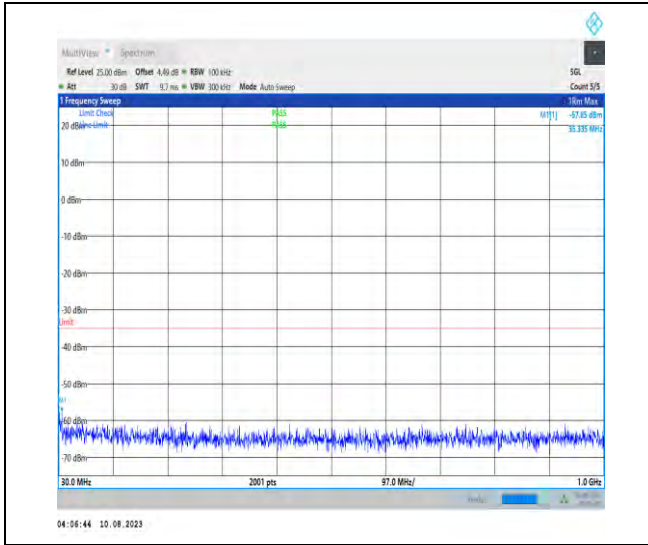 MultiView Spectrum
Ref Level 25.00 dBm Offset 4.49 dB RBW 100 kHz SGL
Att 30 dB SWT 9.7 ms VBW 300 kHz Mode Auto Sweep Count 5/5
1 Frequency Sweep 1Rm Max
Limit Check PASS M1[1] -57.85 dBm
20 dBm Line Limit PASS 35.335 MHz
10 dBm
0 dBm
-10 dBm
-20 dBm
-30 dBm
Limit
-40 dBm
-50 dBm
M1
-60 dBm
-70 dBm
30.0 MHz 2001 pts 97.0 MHz/ 1.0 GHz
04:06:44 10.08.2023